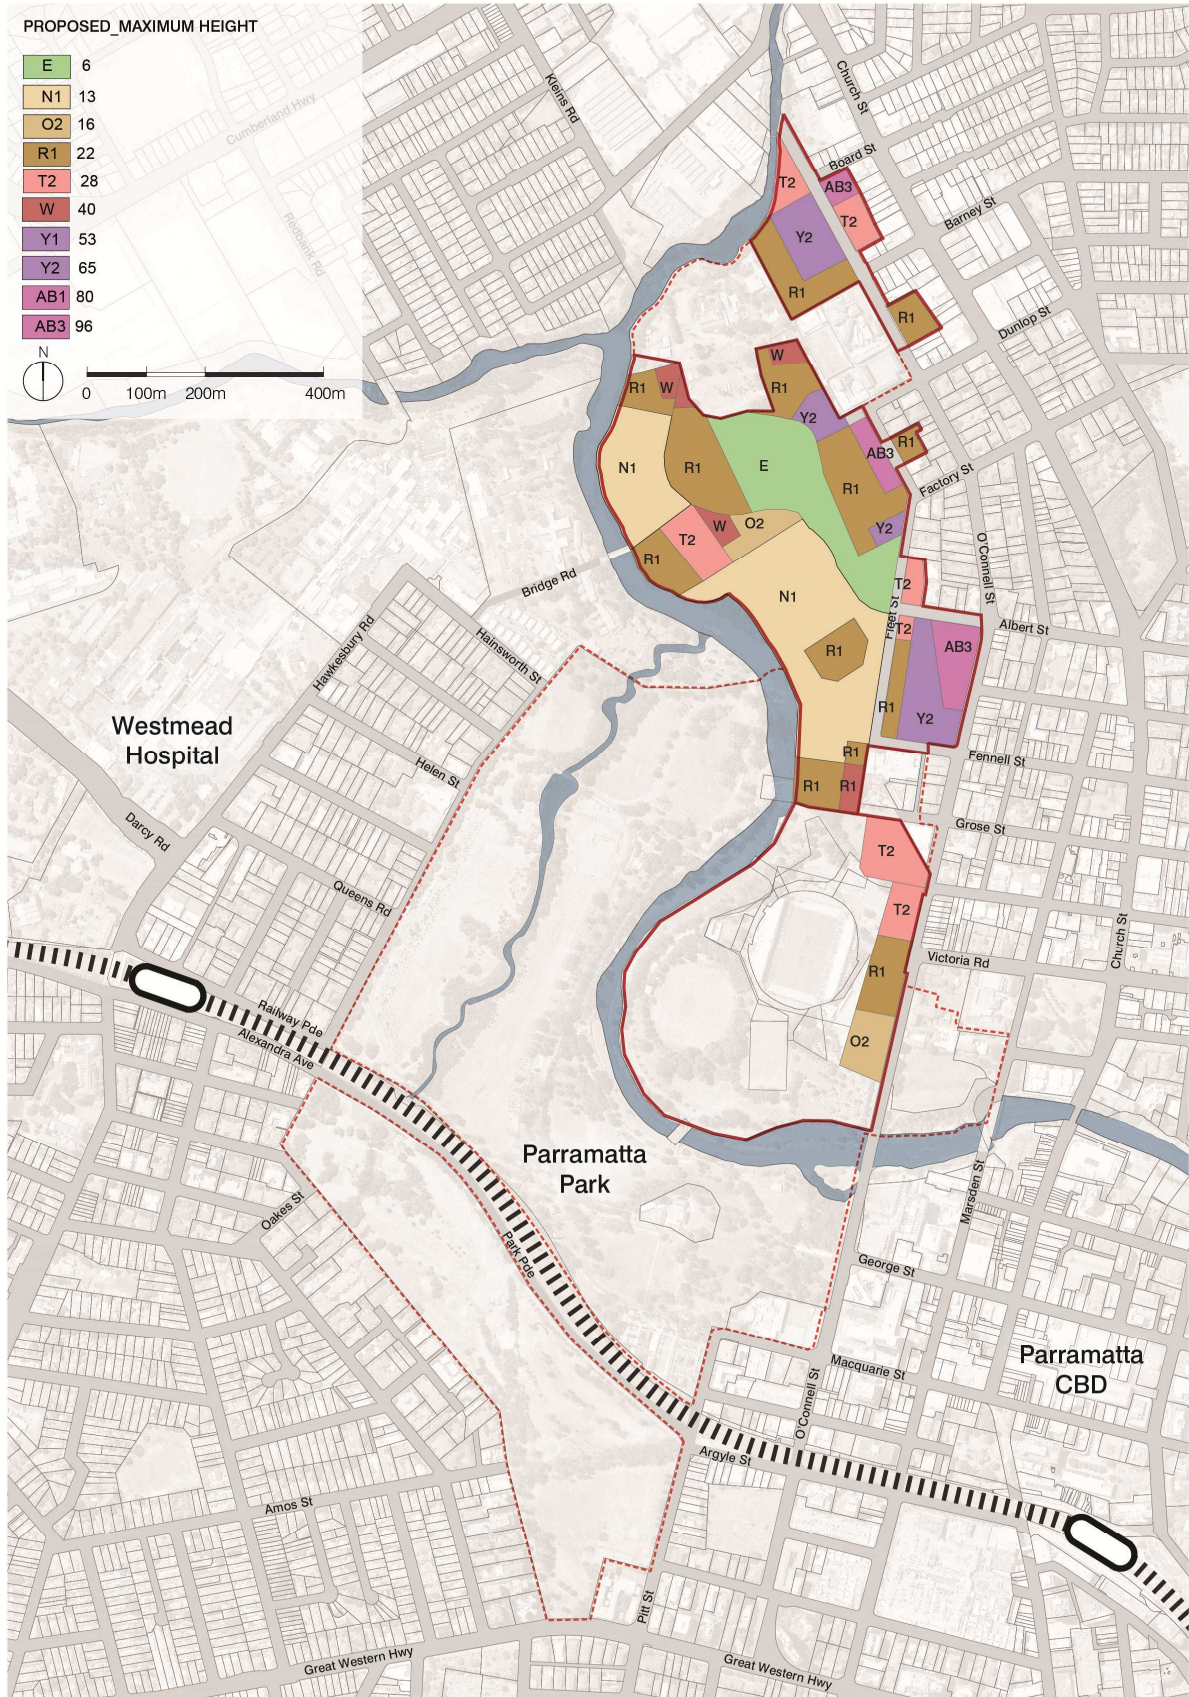 PROPOSED_MAXIMUM HEIGHT
E 6
N1 13
O2 16
R1 22
T2 28
W 40
Y1 53
Y2 65
AB1 80
AB3 96
N
0 100m 200m 400m
Cumberland Hwy
Redbank Rd
Kleins Rd
Church St
Board St
Barney St
Dunlop St
T2
AB3
T2
Y2
R1
R1
W
R1
Y2
R1
W
AB3
R1
N1
R1
E
R1
Factory St
Y2
W
O2
T2
R1
O'Connell St
Bridge Rd
T2
N1
Fleet St
T2
Albert St
R1
AB3
Hawkesbury Rd
Hainsworth St
R1
Y2
Westmead
Hospital
Helen St
R1
Fennell St
R1
R1
Darcy Rd
Grose St
T2
Queens Rd
T2
Church St
Victoria Rd
R1
Railway Pde
Alexandra Ave
O2
Parramatta
Park
Marsden St
Oakes St
Park Pde
George St
Macquarie St
Parramatta
CBD
O'Connell St
Argyle St
Amos St
Pitt St
Great Western Hwy
Great Western Hwy